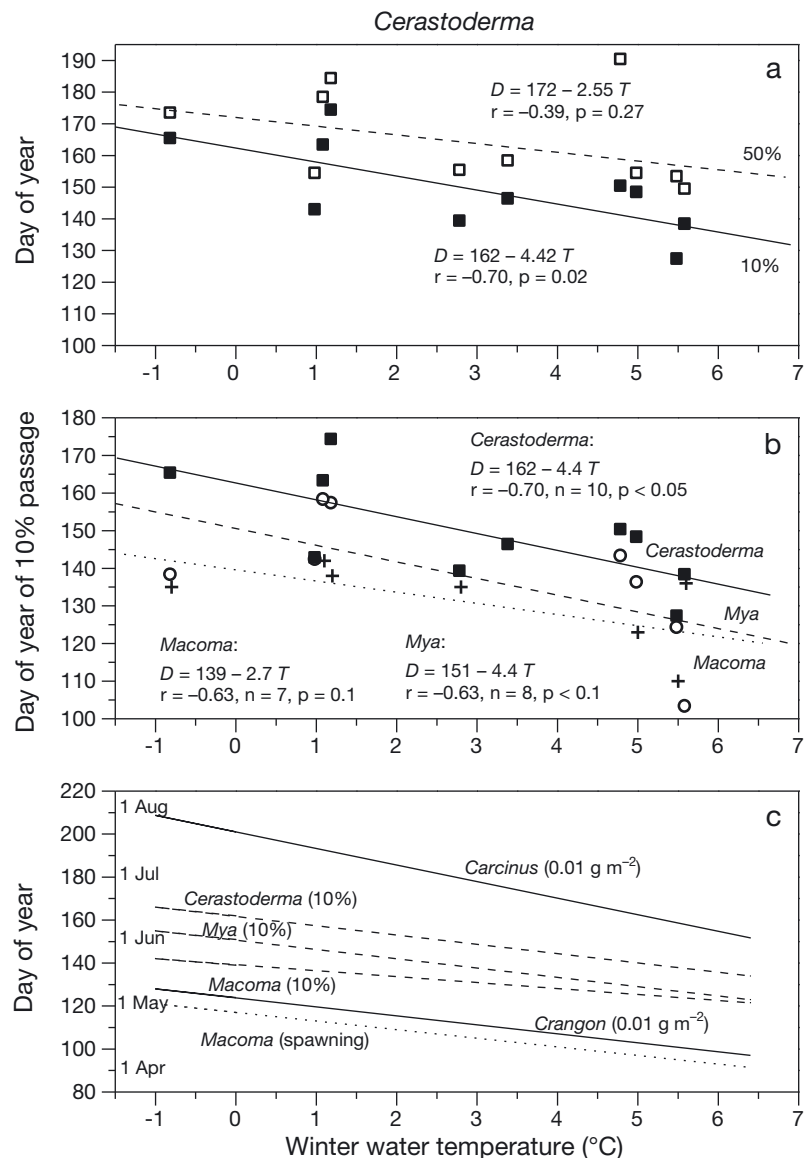 Cerastoderma
a
190
180
170
160
150
140
130
120
110
100
Day of year
D = 172 – 2.55 T
r = –0.39, p = 0.27
50%
D = 162 – 4.42 T
r = –0.70, p = 0.02
10%
-1 0 1 2 3 4 5 6 7
b
180
170
160
150
140
130
120
110
100
Day of year of 10% passage
Cerastoderma:
D = 162 – 4.4 T
r = –0.70, n = 10, p < 0.05
Cerastoderma
Mya
Macoma
Macoma:
D = 139 – 2.7 T
r = –0.63, n = 7, p = 0.1
Mya:
D = 151 – 4.4 T
r = –0.63, n = 8, p < 0.1
-1 0 1 2 3 4 5 6 7
c
220
200
180
160
140
120
100
80
Day of year
1 Aug
1 Jul
1 Jun
1 May
1 Apr
Carcinus (0.01 g m–2)
Cerastoderma (10%)
Mya (10%)
Macoma (10%)
Crangon (0.01 g m–2)
Macoma (spawning)
-1 0 1 2 3 4 5 6 7
Winter water temperature (°C)